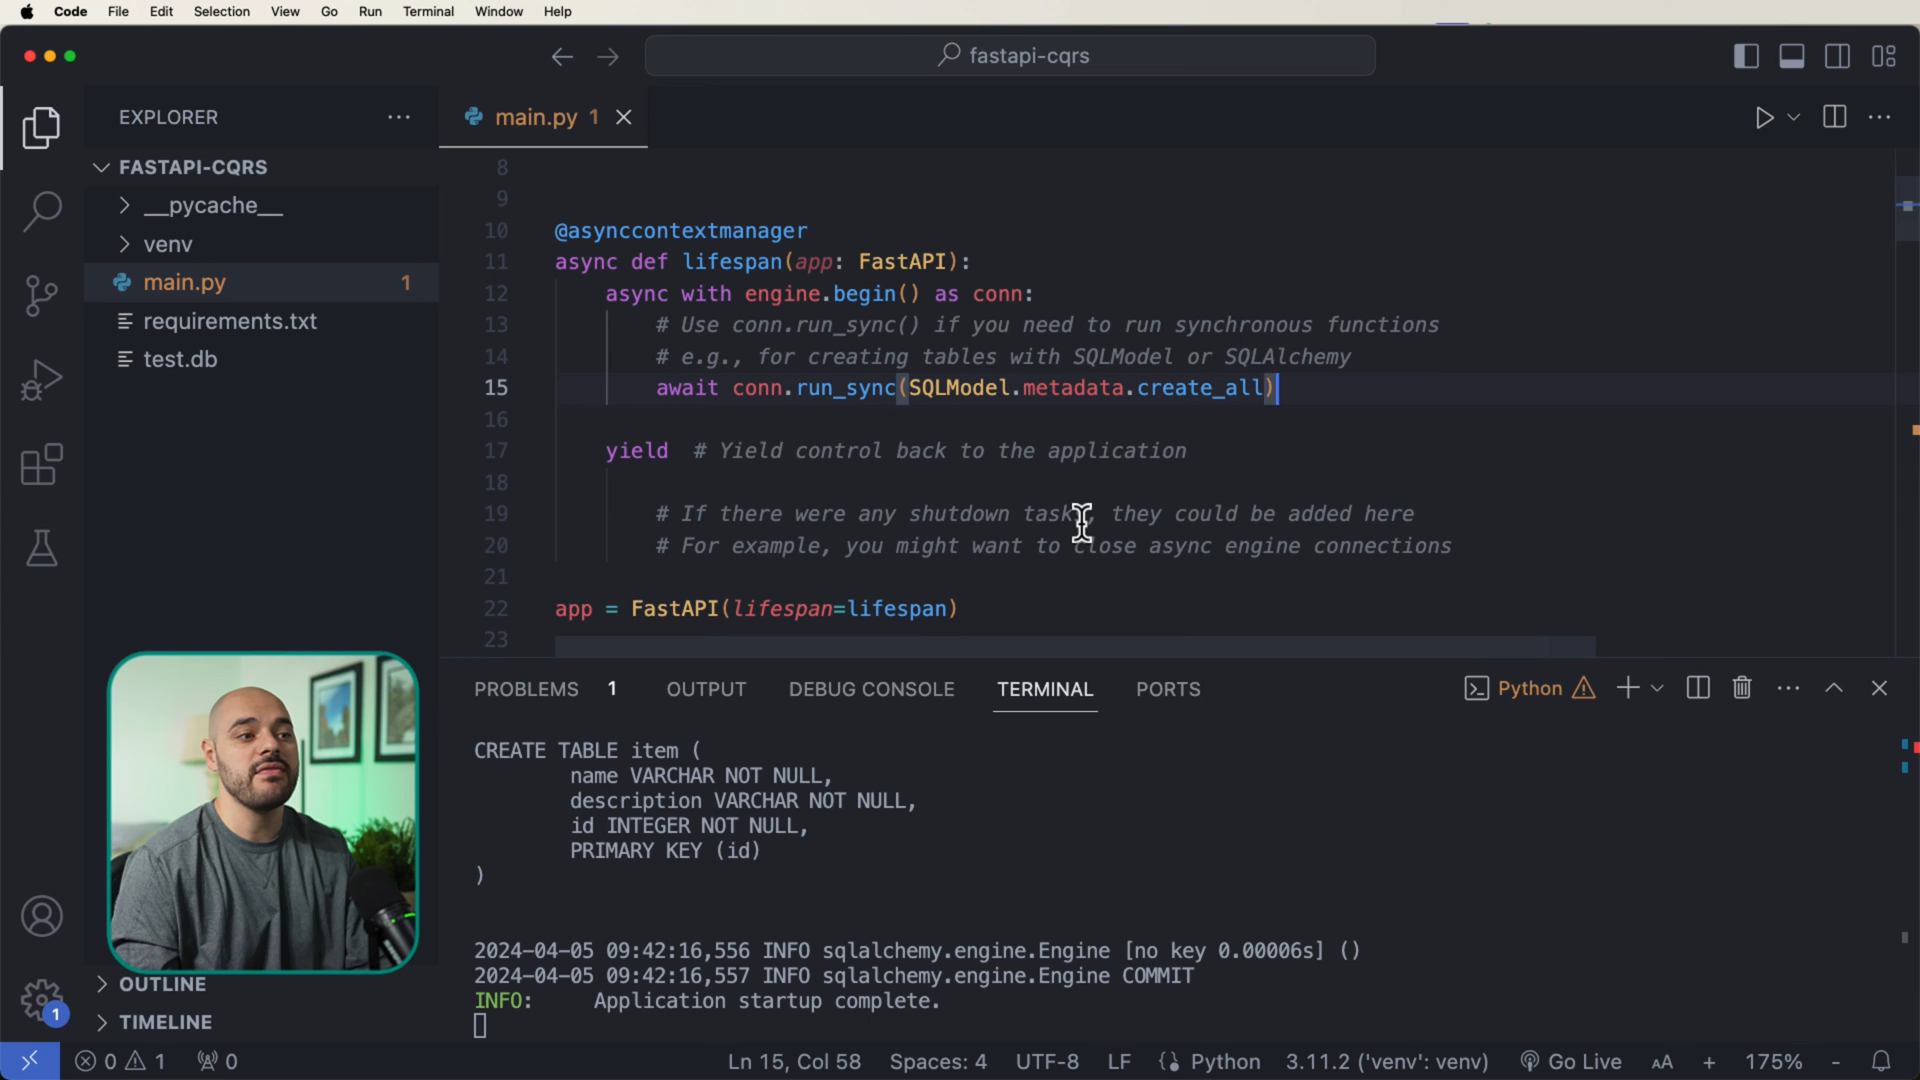 Code File Edit Selection View Go Run Terminal Window Help
fastapi-cqrs
EXPLORER
main.py 1
FASTAPI-CQRS
__pycache__
venv
main.py 1
requirements.txt
test.db
8
9
10 @asynccontextmanager
11 async def lifespan(app: FastAPI):
12 async with engine.begin() as conn:
13 # Use conn.run_sync() if you need to run synchronous functions
14 # e.g., for creating tables with SQLModel or SQLAlchemy
15 await conn.run_sync(SQLModel.metadata.create_all)
16
17 yield # Yield control back to the application
18
19 # If there were any shutdown tasks, they could be added here
20 # For example, you might want to close async engine connections
21
22 app = FastAPI(lifespan=lifespan)
23
PROBLEMS 1 OUTPUT DEBUG CONSOLE TERMINAL PORTS
Python
CREATE TABLE item (
name VARCHAR NOT NULL,
description VARCHAR NOT NULL,
id INTEGER NOT NULL,
PRIMARY KEY (id)
)
2024-04-05 09:42:16,556 INFO sqlalchemy.engine.Engine [no key 0.00006s] ()
2024-04-05 09:42:16,557 INFO sqlalchemy.engine.Engine COMMIT
INFO: Application startup complete.
OUTLINE
TIMELINE
1
0 1 0
Ln 15, Col 58 Spaces: 4 UTF-8 LF Python 3.11.2 ('venv': venv) Go Live AA + 175% -